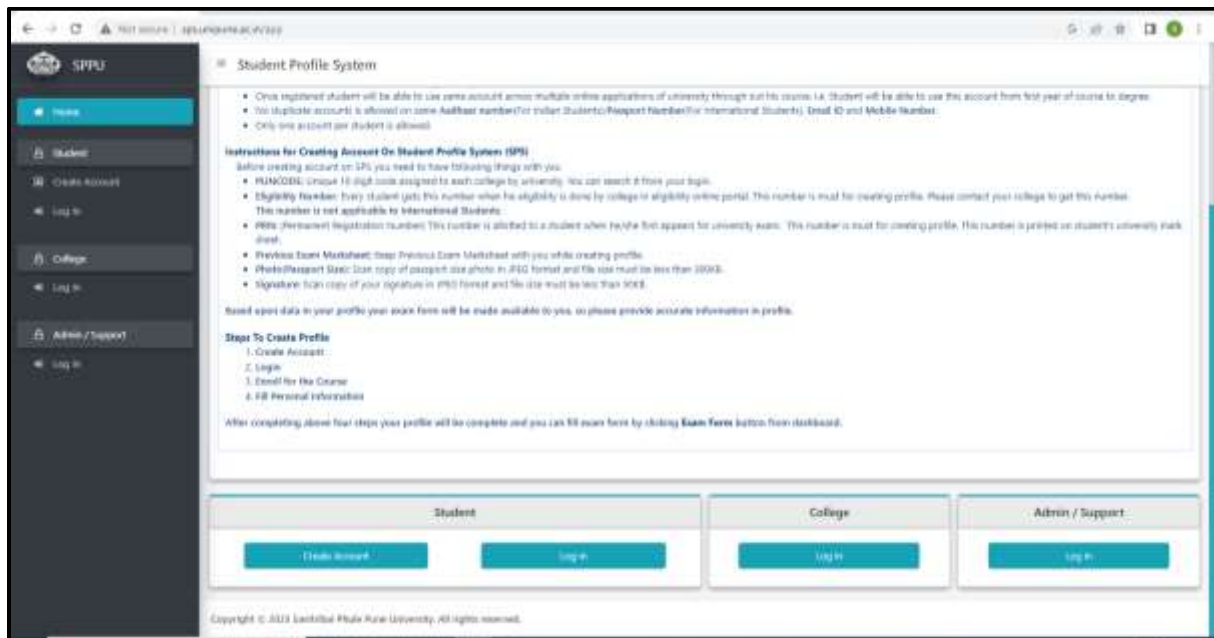 Not secure
SPPU
Student Profile System
Home
Student
Create Account
Log In
College
Log In
Admin / Support
Log In
• Once registered student will be able to use same account across multiple online applications of university through out his course. i.e. Student will be able to use this account from first year of course to degree.
• No duplicate accounts is allowed on same Aadhaar number(For Indian Students)/Passport Number(For International Students), Email ID and Mobile Number.
• Only one account per student is allowed.
Instructions for Creating Account On Student Profile System (SPS)
Before creating account on SPS you need to have following things with you
• PUNCODE: Unique 10 digit code assigned to each college by university. You can search it from your login.
• Eligibility Number: Every student gets this number when his eligibility is done by college in eligibility online portal. This number is must for creating profile. Please contact your college to get this number.
This number is not applicable to International Students.
• PRN: (Permanent Registration Number) This number is allotted to a student when he/she first appears for university exam. This number is must for creating profile. This number is printed on student's university mark
sheet.
• Previous Exam Marksheet: Keep Previous Exam Marksheet with you while creating profile.
• Photo(Passport Size): Scan copy of passport size photo in JPEG format and file size must be less than
• Signature: Scan copy of your signature in JPEG format and file size must be less than
Based upon data in your profile your exam form will be made available to you, so please provide accurate information in profile.
Steps To Create Profile
1. Create Account
2. Login
3. Enroll for the Course
4. Fill Personal Information
After completing above four steps your profile will be complete and you can fill exam form by clicking Exam Form button from dashboard.
Student
College
Admin / Support
Create Account
Log In
Log In
Log In
Copyright © 2023 Savitribai Phule Pune University. All rights reserved.